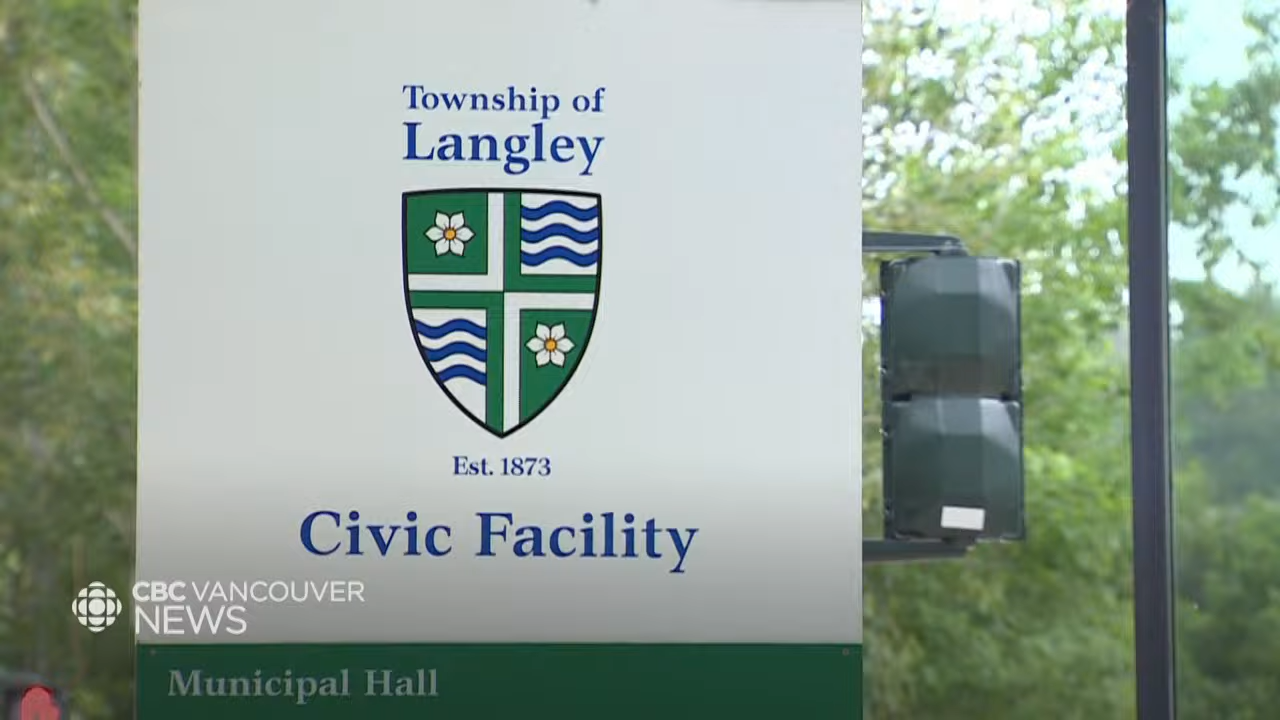 Township of
Langley
Est. 1873
Civic Facility
CBC VANCOUVER
NEWS
Municipal Hall